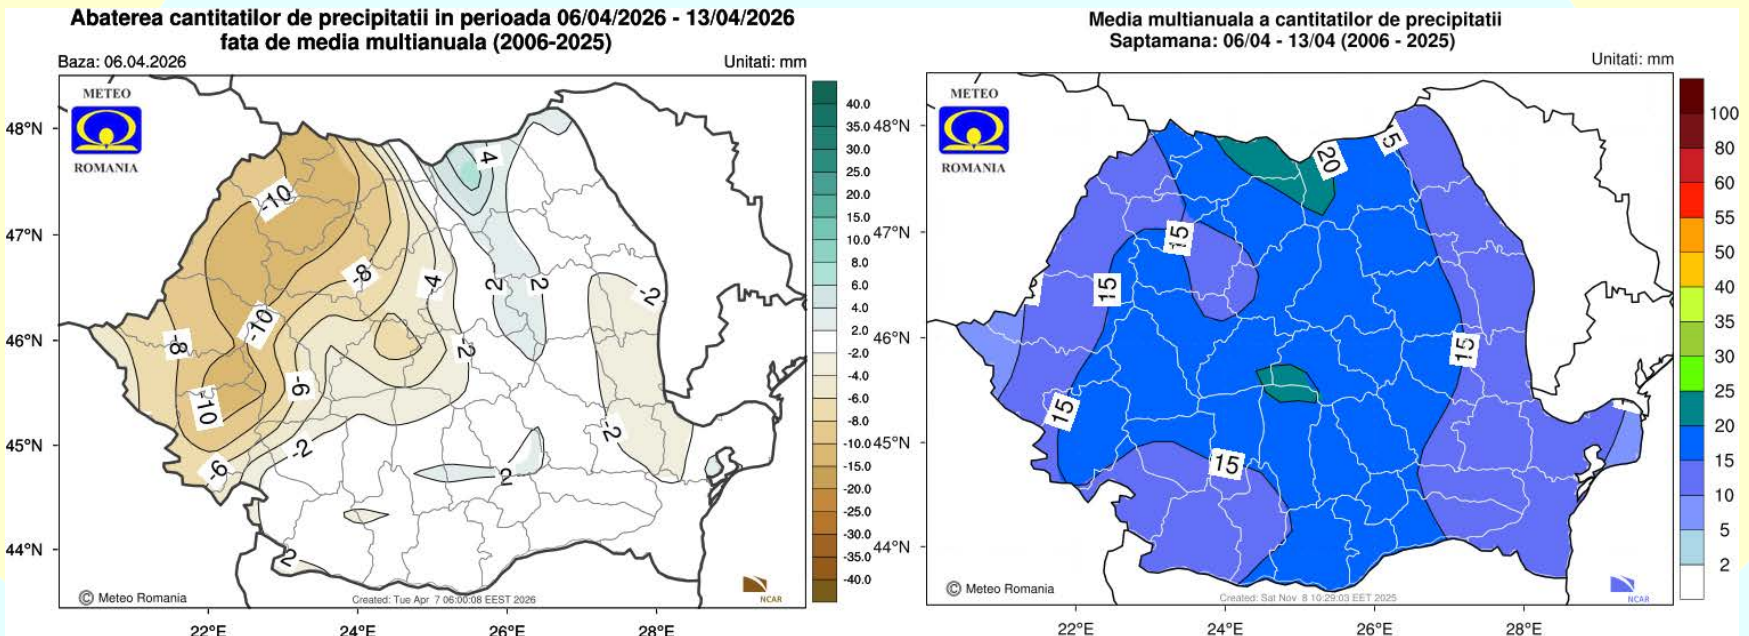 Abaterea cantitatilor de precipitatii in perioada 06/04/2026 - 13/04/2026
fata de media multianuala (2006-2025)
Baza: 06.04.2026
Unitati: mm
METEO
ROMANIA
48°N
47°N
46°N
45°N
44°N
22°E
24°E
26°E
28°E
4
-10
-8
-4
2
2
-2
-10
-8
-2
-6
-10
-2
-2
-6
2
-2
40.0
35.0
30.0
25.0
20.0
15.0
10.0
8.0
6.0
4.0
2.0
-2.0
-4.0
-6.0
-8.0
-10.0
-15.0
-20.0
-25.0
-30.0
-35.0
-40.0
© Meteo Romania
Created: Tue Apr 7 06:00:08 EEST 2026
NCAR
Media multianuala a cantitatilor de precipitatii
Saptamana: 06/04 - 13/04 (2006 - 2025)
Unitati: mm
METEO
ROMANIA
48°N
47°N
46°N
45°N
44°N
22°E
24°E
26°E
28°E
20
15
15
15
15
15
100
80
60
55
50
40
35
30
25
20
15
10
5
2
© Meteo Romania
Created: Sat Nov 8 10:29:03 EET 2025
NCAR